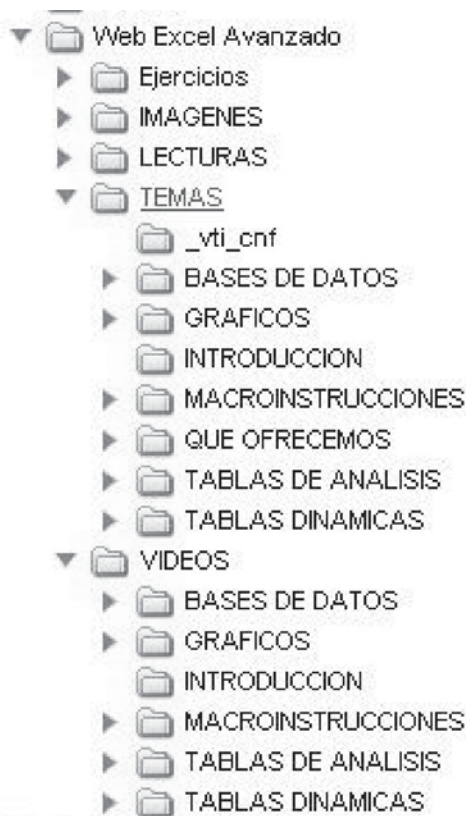 Web Excel Avanzado
Ejercicios
IMAGENES
LECTURAS
TEMAS
_vti_cnf
BASES DE DATOS
GRAFICOS
INTRODUCCION
MACROINSTRUCCIONES
QUE OFRECEMOS
TABLAS DE ANALISIS
TABLAS DINAMICAS
VIDEOS
BASES DE DATOS
GRAFICOS
INTRODUCCION
MACROINSTRUCCIONES
TABLAS DE ANALISIS
TABLAS DINAMICAS